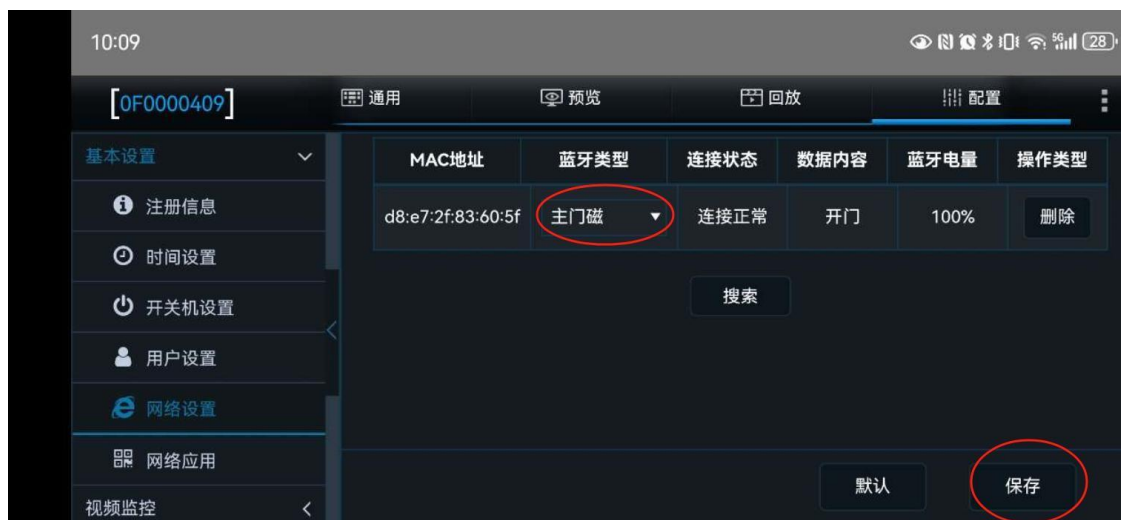 10:09
5G 28
[0F0000409]
通用 预览 回放 配置
基本设置
注册信息
时间设置
开关机设置
用户设置
网络设置
网络应用
视频监控
MAC地址 蓝牙类型 连接状态 数据内容 蓝牙电量 操作类型
d8:e7:2f:83:60:5f 主门磁 连接正常 开门 100% 删除
搜索
默认 保存